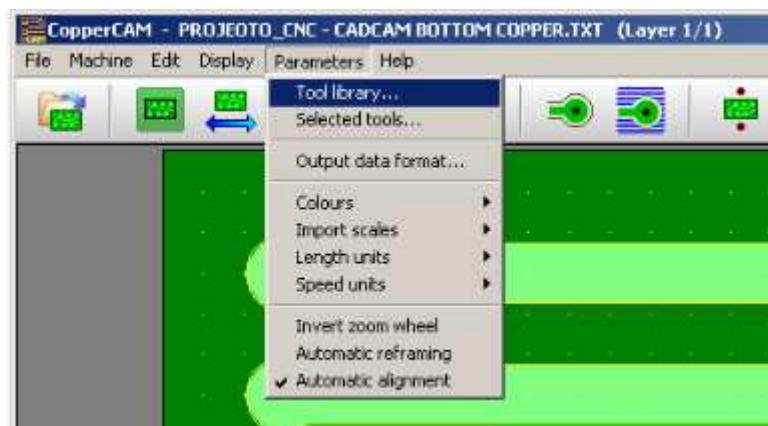 CopperCAM - PROJEOTO_CNC - CADCAM BOTTOM COPPER.TXT (Layer 1/1)
File Machine Edit Display Parameters Help
Tool library...
Selected tools...
Output data format...
Colours
Import scales
Length units
Speed units
Invert zoom wheel
Automatic reframing
Automatic alignment